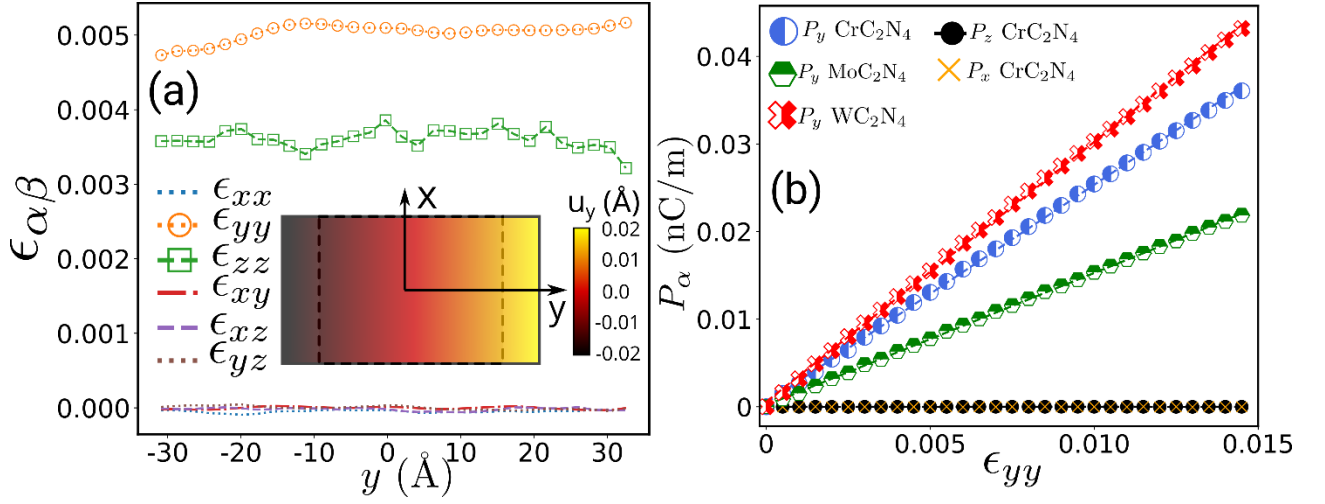 0.005
0.004
0.003
0.002
0.001
0.000
ϵαβ
(a)
ϵxx
ϵyy
ϵzz
ϵxy
ϵxz
ϵyz
x
y
uy (Å)
0.02
0.01
0.0
-0.01
-0.02
-30 -20 -10 0 10 20 30
y (Å)
Py CrC2N4
Pz CrC2N4
Py MoC2N4
Px CrC2N4
Py WC2N4
(b)
0.04
0.03
0.02
0.01
0
Pα (nC/m)
0 0.005 0.010 0.015
ϵyy